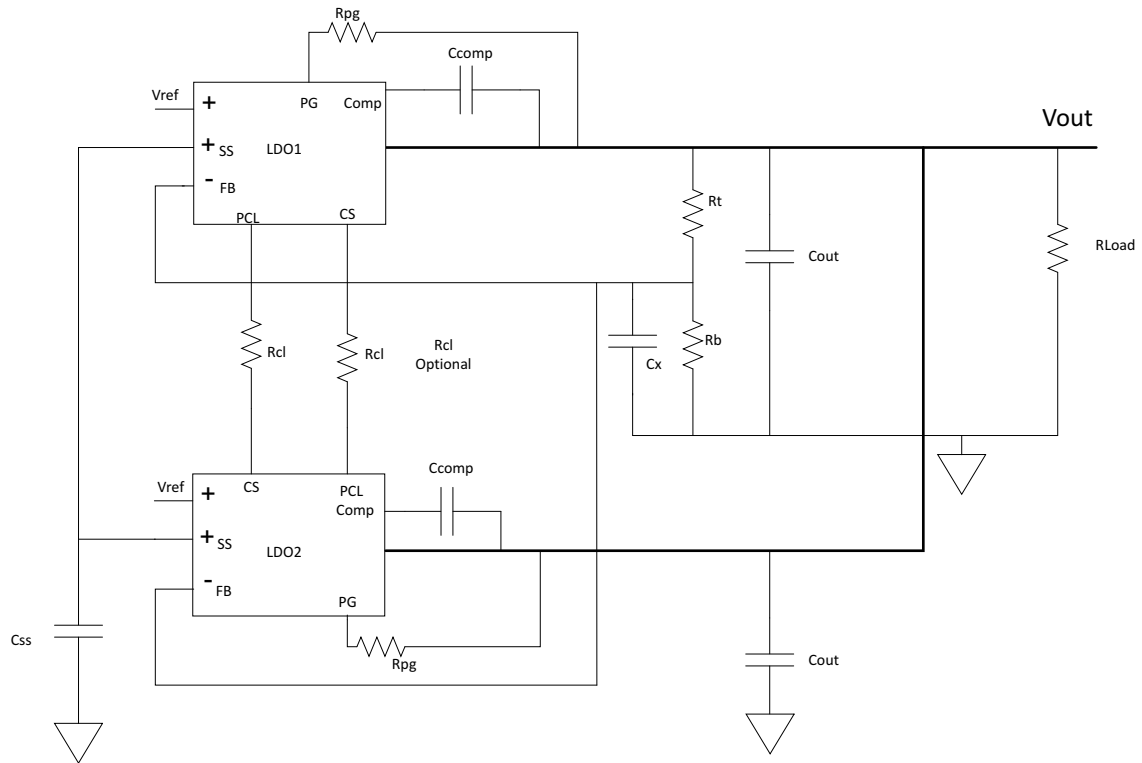 Rpg
Ccomp
Vref
+
PG
Comp
Vout
+ SS
LDO1
- FB
PCL
CS
Rt
Cout
RLoad
Rcl
Rcl
Rcl
Optional
Cx
Rb
Ccomp
Vref
+
CS
PCL
Comp
+ SS
LDO2
- FB
PG
Css
Rpg
Cout